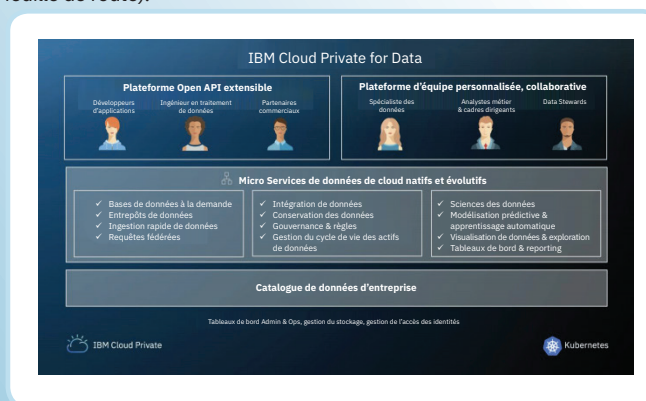 feuille de route).
IBM Cloud Private for Data
Plateforme Open API extensible
Développeurs
d'applications
Ingénieur en traitement
de données
Partenaires
commerciaux
Plateforme d'équipe personnalisée, collaborative
Spécialiste des
données
Analystes métier
& cadres dirigeants
Data Stewards
Micro Services de données de cloud natifs et évolutifs
✓ Bases de données à la demande
✓ Entrepôts de données
✓ Ingestion rapide de données
✓ Requêtes fédérées
✓ Intégration de données
✓ Conservation des données
✓ Gouvernance & règles
✓ Gestion du cycle de vie des actifs
de données
✓ Sciences des données
✓ Modélisation prédictive &
apprentissage automatique
✓ Visualisation de données & exploration
✓ Tableaux de bord & reporting
Catalogue de données d'entreprise
Tableaux de bord Admin & Ops, gestion du stockage, gestion de l'accès des identités
IBM Cloud Private
Kubernetes